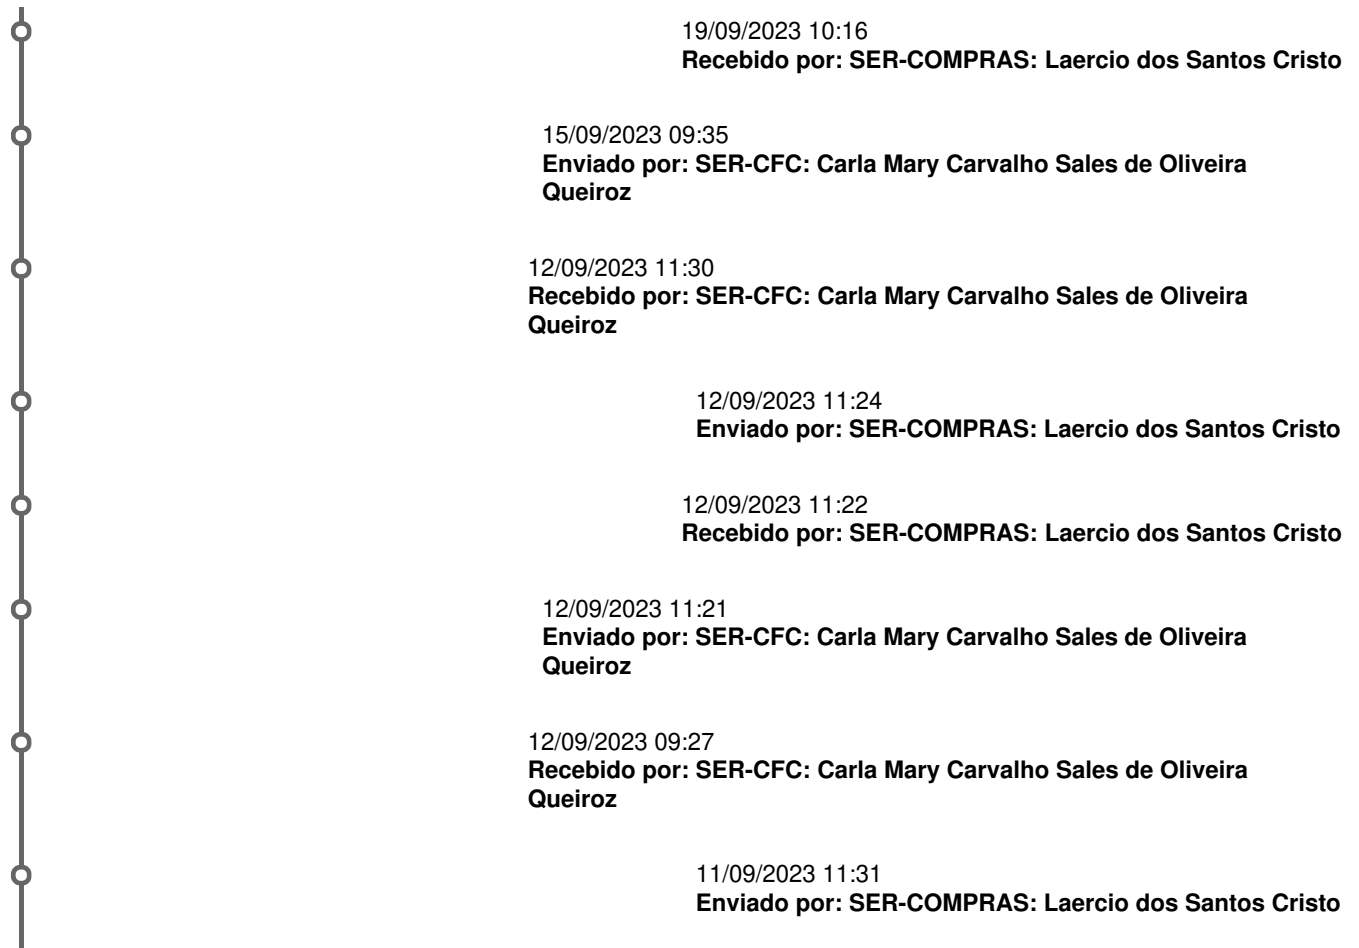 19/09/2023 10:16
Recebido por: SER-COMPRAS: Laercio dos Santos Cristo
15/09/2023 09:35
Enviado por: SER-CFC: Carla Mary Carvalho Sales de Oliveira
Queiroz
12/09/2023 11:30
Recebido por: SER-CFC: Carla Mary Carvalho Sales de Oliveira
Queiroz
12/09/2023 11:24
Enviado por: SER-COMPRAS: Laercio dos Santos Cristo
12/09/2023 11:22
Recebido por: SER-COMPRAS: Laercio dos Santos Cristo
12/09/2023 11:21
Enviado por: SER-CFC: Carla Mary Carvalho Sales de Oliveira
Queiroz
12/09/2023 09:27
Recebido por: SER-CFC: Carla Mary Carvalho Sales de Oliveira
Queiroz
11/09/2023 11:31
Enviado por: SER-COMPRAS: Laercio dos Santos Cristo